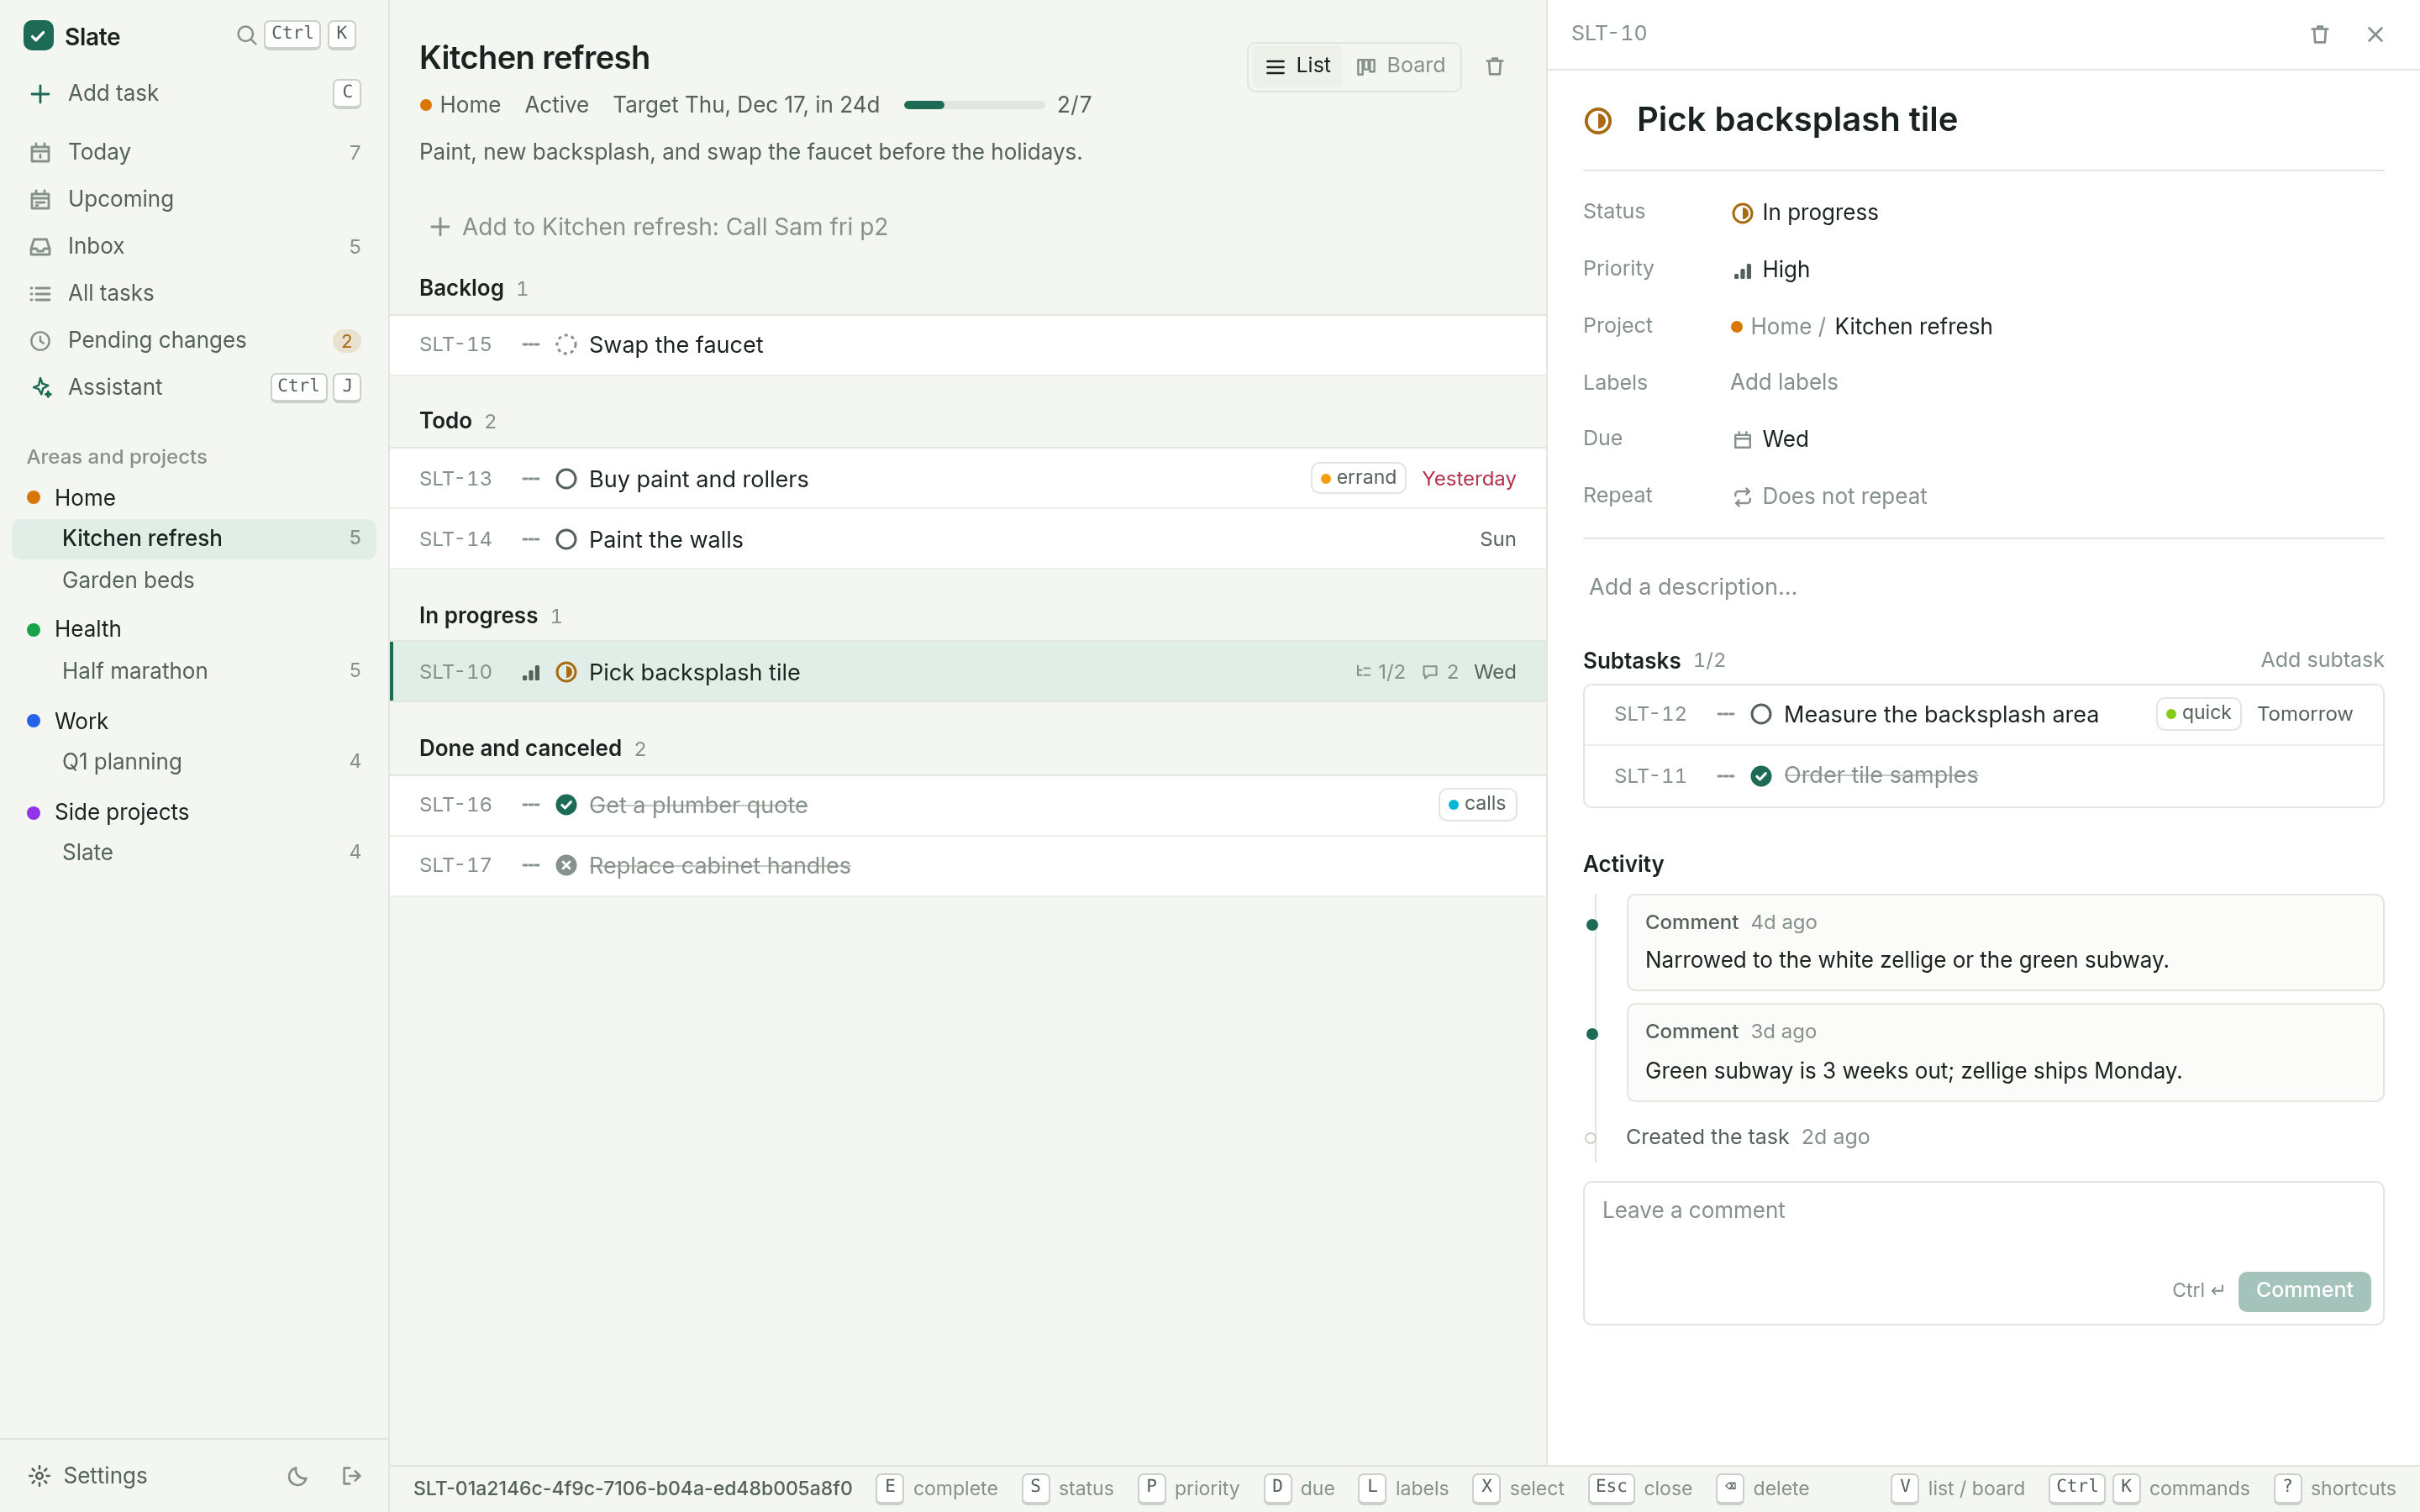 Slate Ctrl K
Add task C
Today 7
Upcoming
Inbox 5
All tasks
Pending changes 2
Assistant Ctrl J
Areas and projects
Home
Kitchen refresh 5
Garden beds
Health
Half marathon 5
Work
Q1 planning 4
Side projects
Slate 4
Settings
Kitchen refresh
List Board
Home Active Target Thu, Dec 17, in 24d 2/7
Paint, new backsplash, and swap the faucet before the holidays.
Add to Kitchen refresh: Call Sam fri p2
Backlog 1
SLT-15 Swap the faucet
Todo 2
SLT-13 Buy paint and rollers errand Yesterday
SLT-14 Paint the walls Sun
In progress 1
SLT-10 Pick backsplash tile 1/2 2 Wed
Done and canceled 2
SLT-16 Get a plumber quote calls
SLT-17 Replace cabinet handles
SLT-10
Pick backsplash tile
Status In progress
Priority High
Project Home / Kitchen refresh
Labels Add labels
Due Wed
Repeat Does not repeat
Add a description...
Subtasks 1/2 Add subtask
SLT-12 Measure the backsplash area quick Tomorrow
SLT-11 Order tile samples
Activity
Comment 4d ago
Narrowed to the white zellige or the green subway.
Comment 3d ago
Green subway is 3 weeks out; zellige ships Monday.
Created the task 2d ago
Leave a comment
Ctrl ↵ Comment
SLT-01a2146c-4f9c-7106-b04a-ed48b005a8f0 E complete S status P priority D due L labels X select Esc close ⌫ delete V list / board Ctrl K commands ? shortcuts